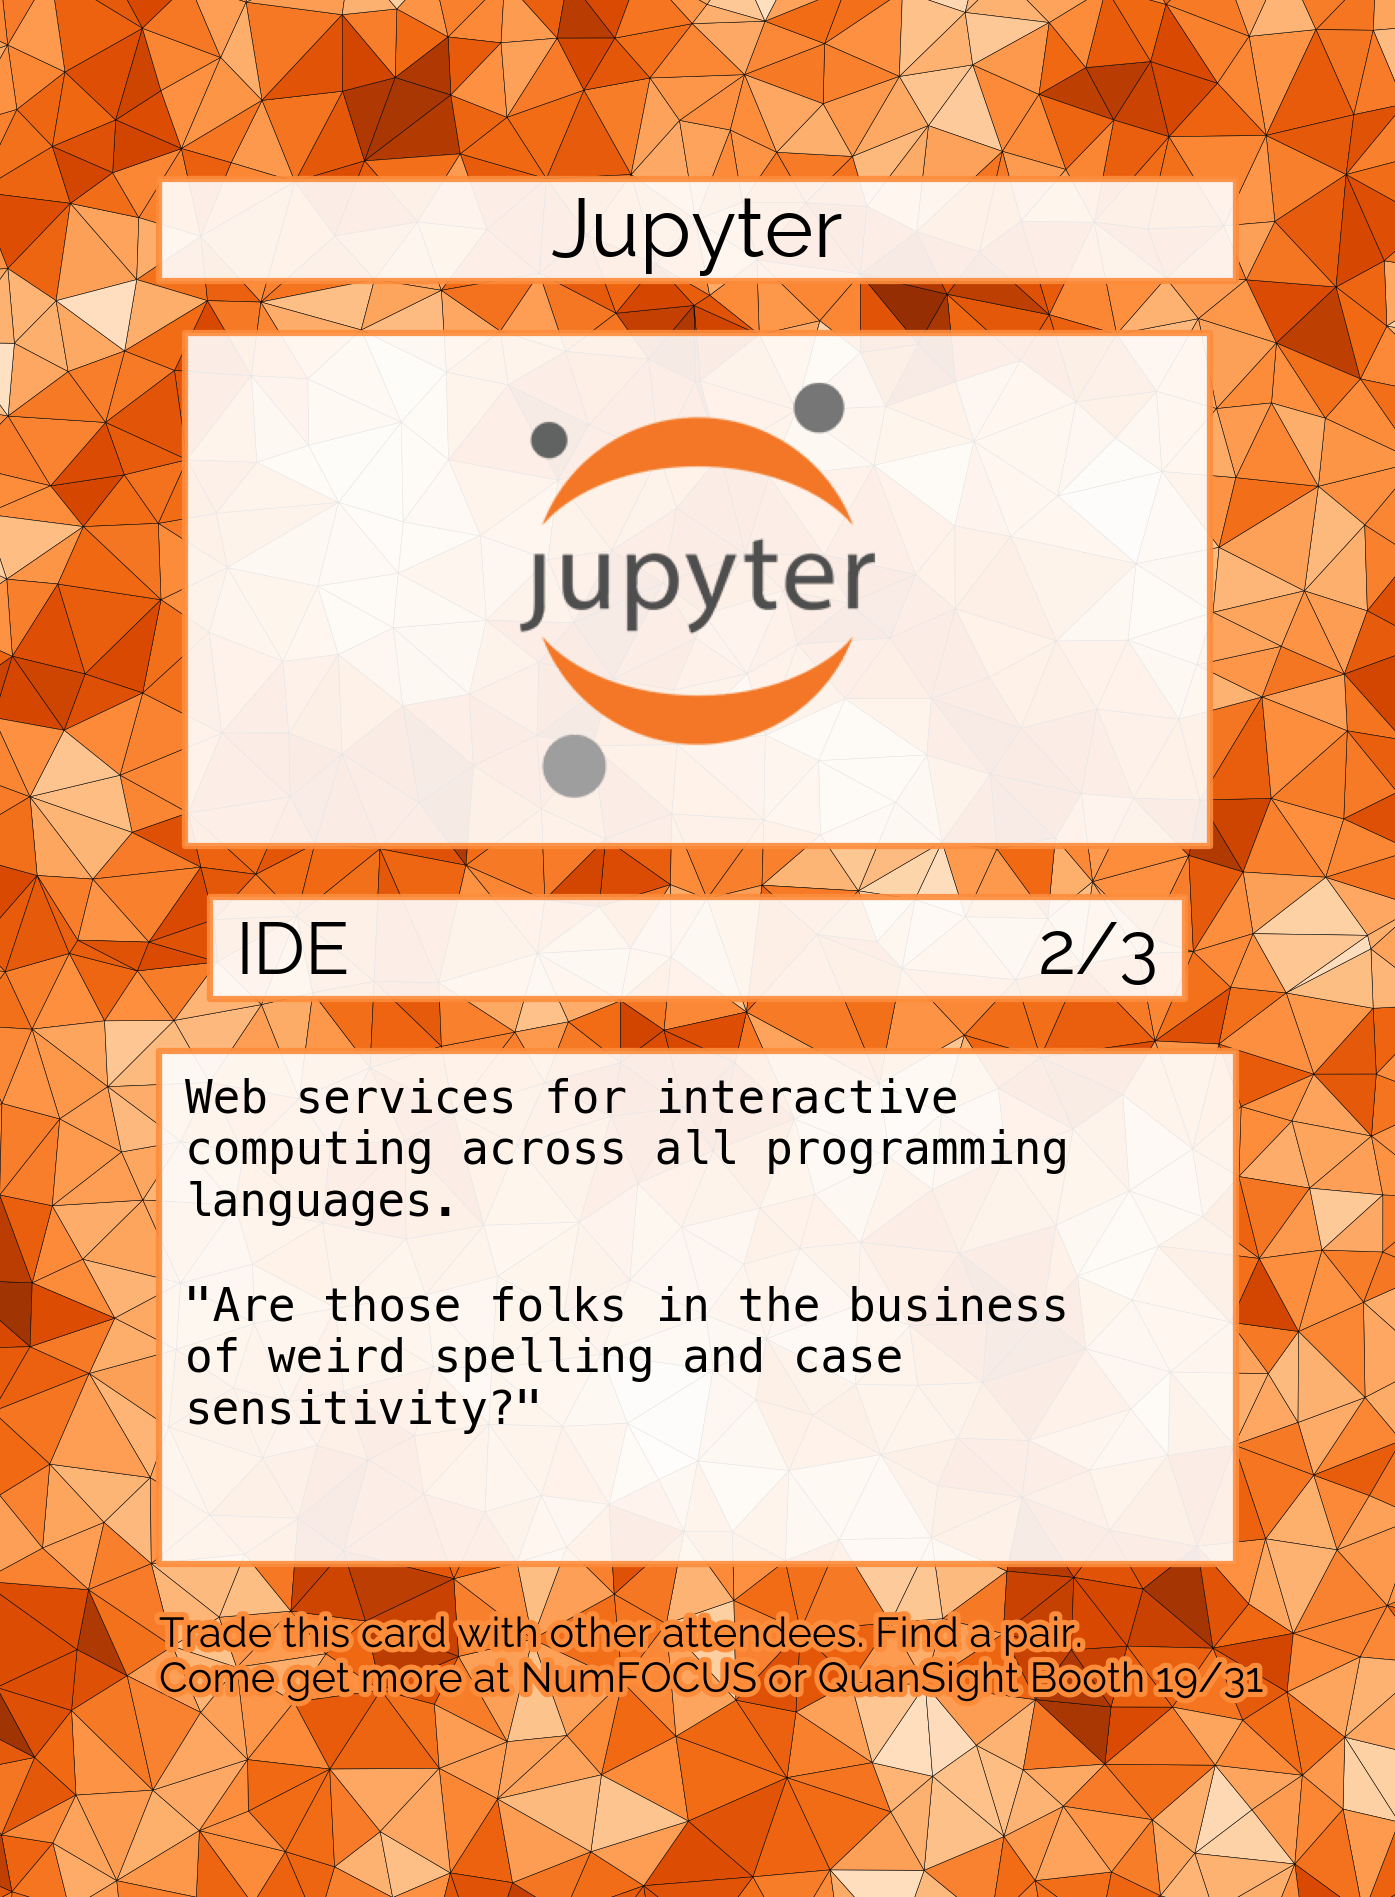 Jupyter
jupyter
IDE 2/3
Web services for interactive
computing across all programming
languages.
"Are those folks in the business
of weird spelling and case
sensitivity?"
Trade this card with other attendees. Find a pair.
Come get more at NumFOCUS or QuanSight Booth 19/31